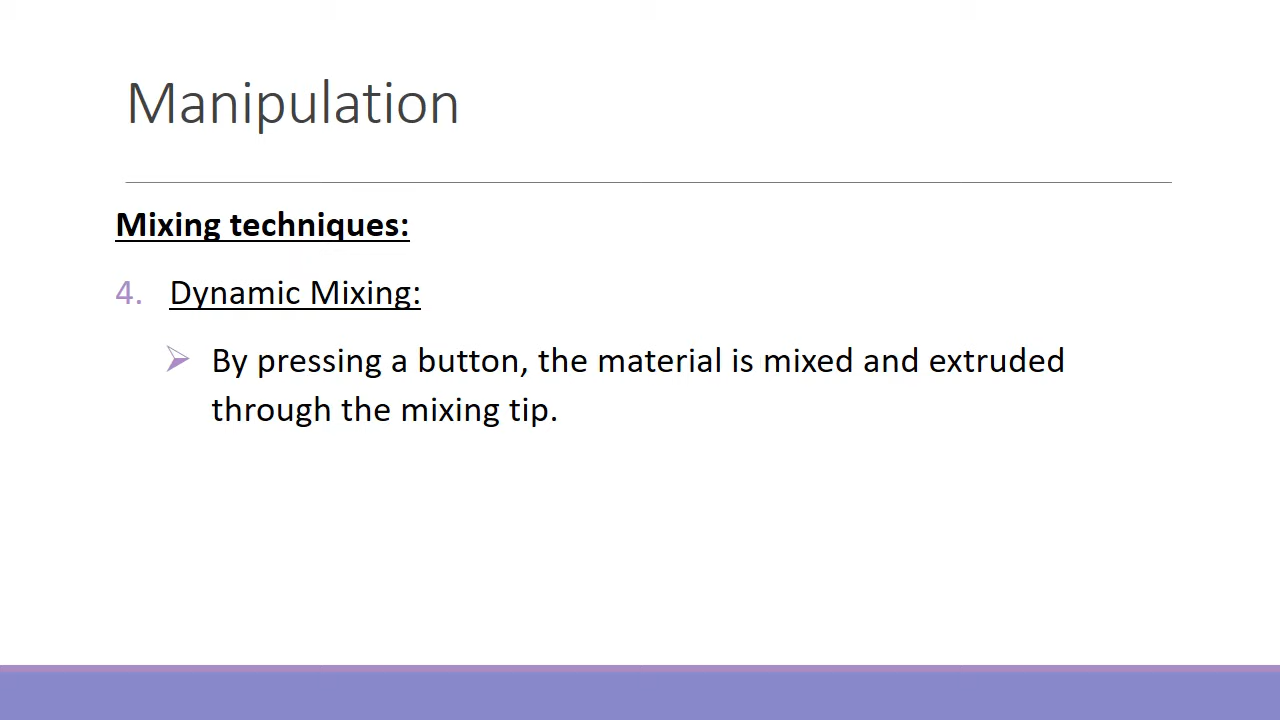 Manipulation
Mixing techniques:
4. Dynamic Mixing:
By pressing a button, the material is mixed and extruded
through the mixing tip.